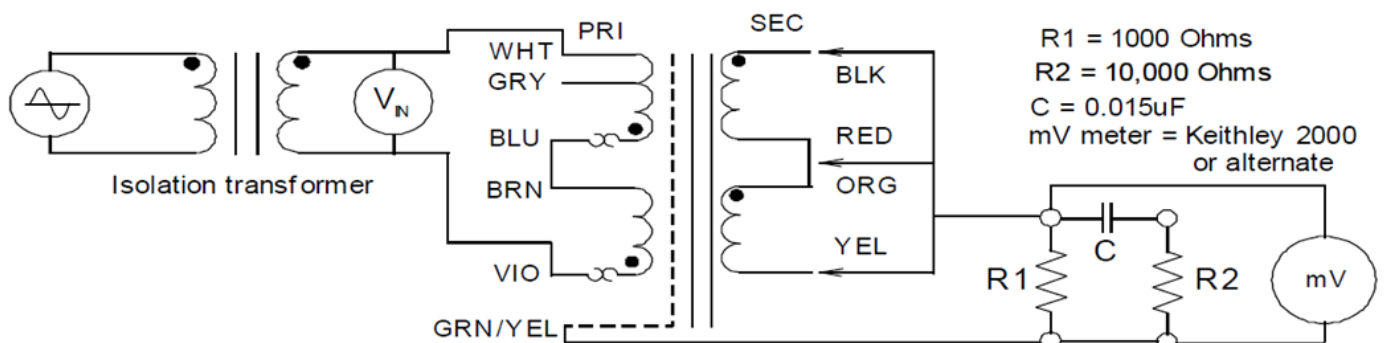 PRI
SEC
WHT
GRY
BLU
BRN
VIO
GRN/YEL
V_IN
Isolation transformer
BLK
RED
ORG
YEL
R1 = 1000 Ohms
R2 = 10,000 Ohms
C = 0.015uF
mV meter = Keithley 2000
or alternate
C
R1
R2
mV